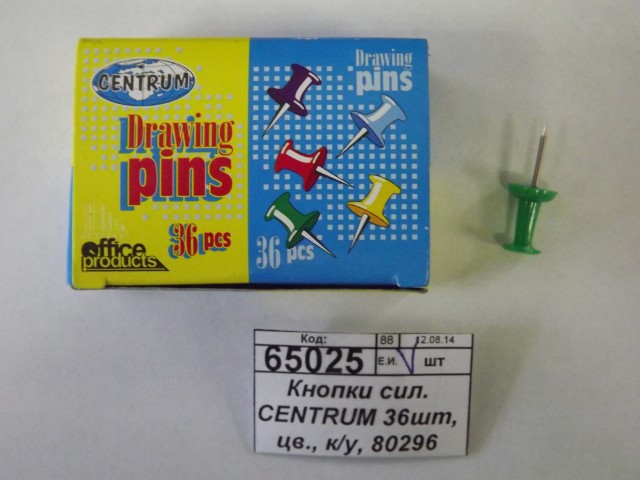 CENTRUM
Drawing
pins
36 pcs
Office
products
Drawing
pins
36 pcs
Код: 88 12.08.14
65025 Е.И. шт
Кнопки сил.
CENTRUM 36шт,
цв., к/у, 80296